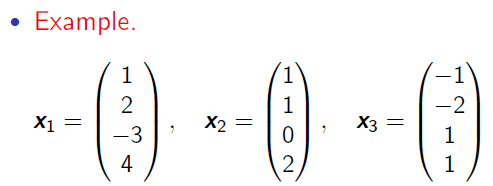 • Example.
x₁ = (1 2 −3 4), x₂ = (1 1 0 2), x₃ = (−1 −2 1 1)